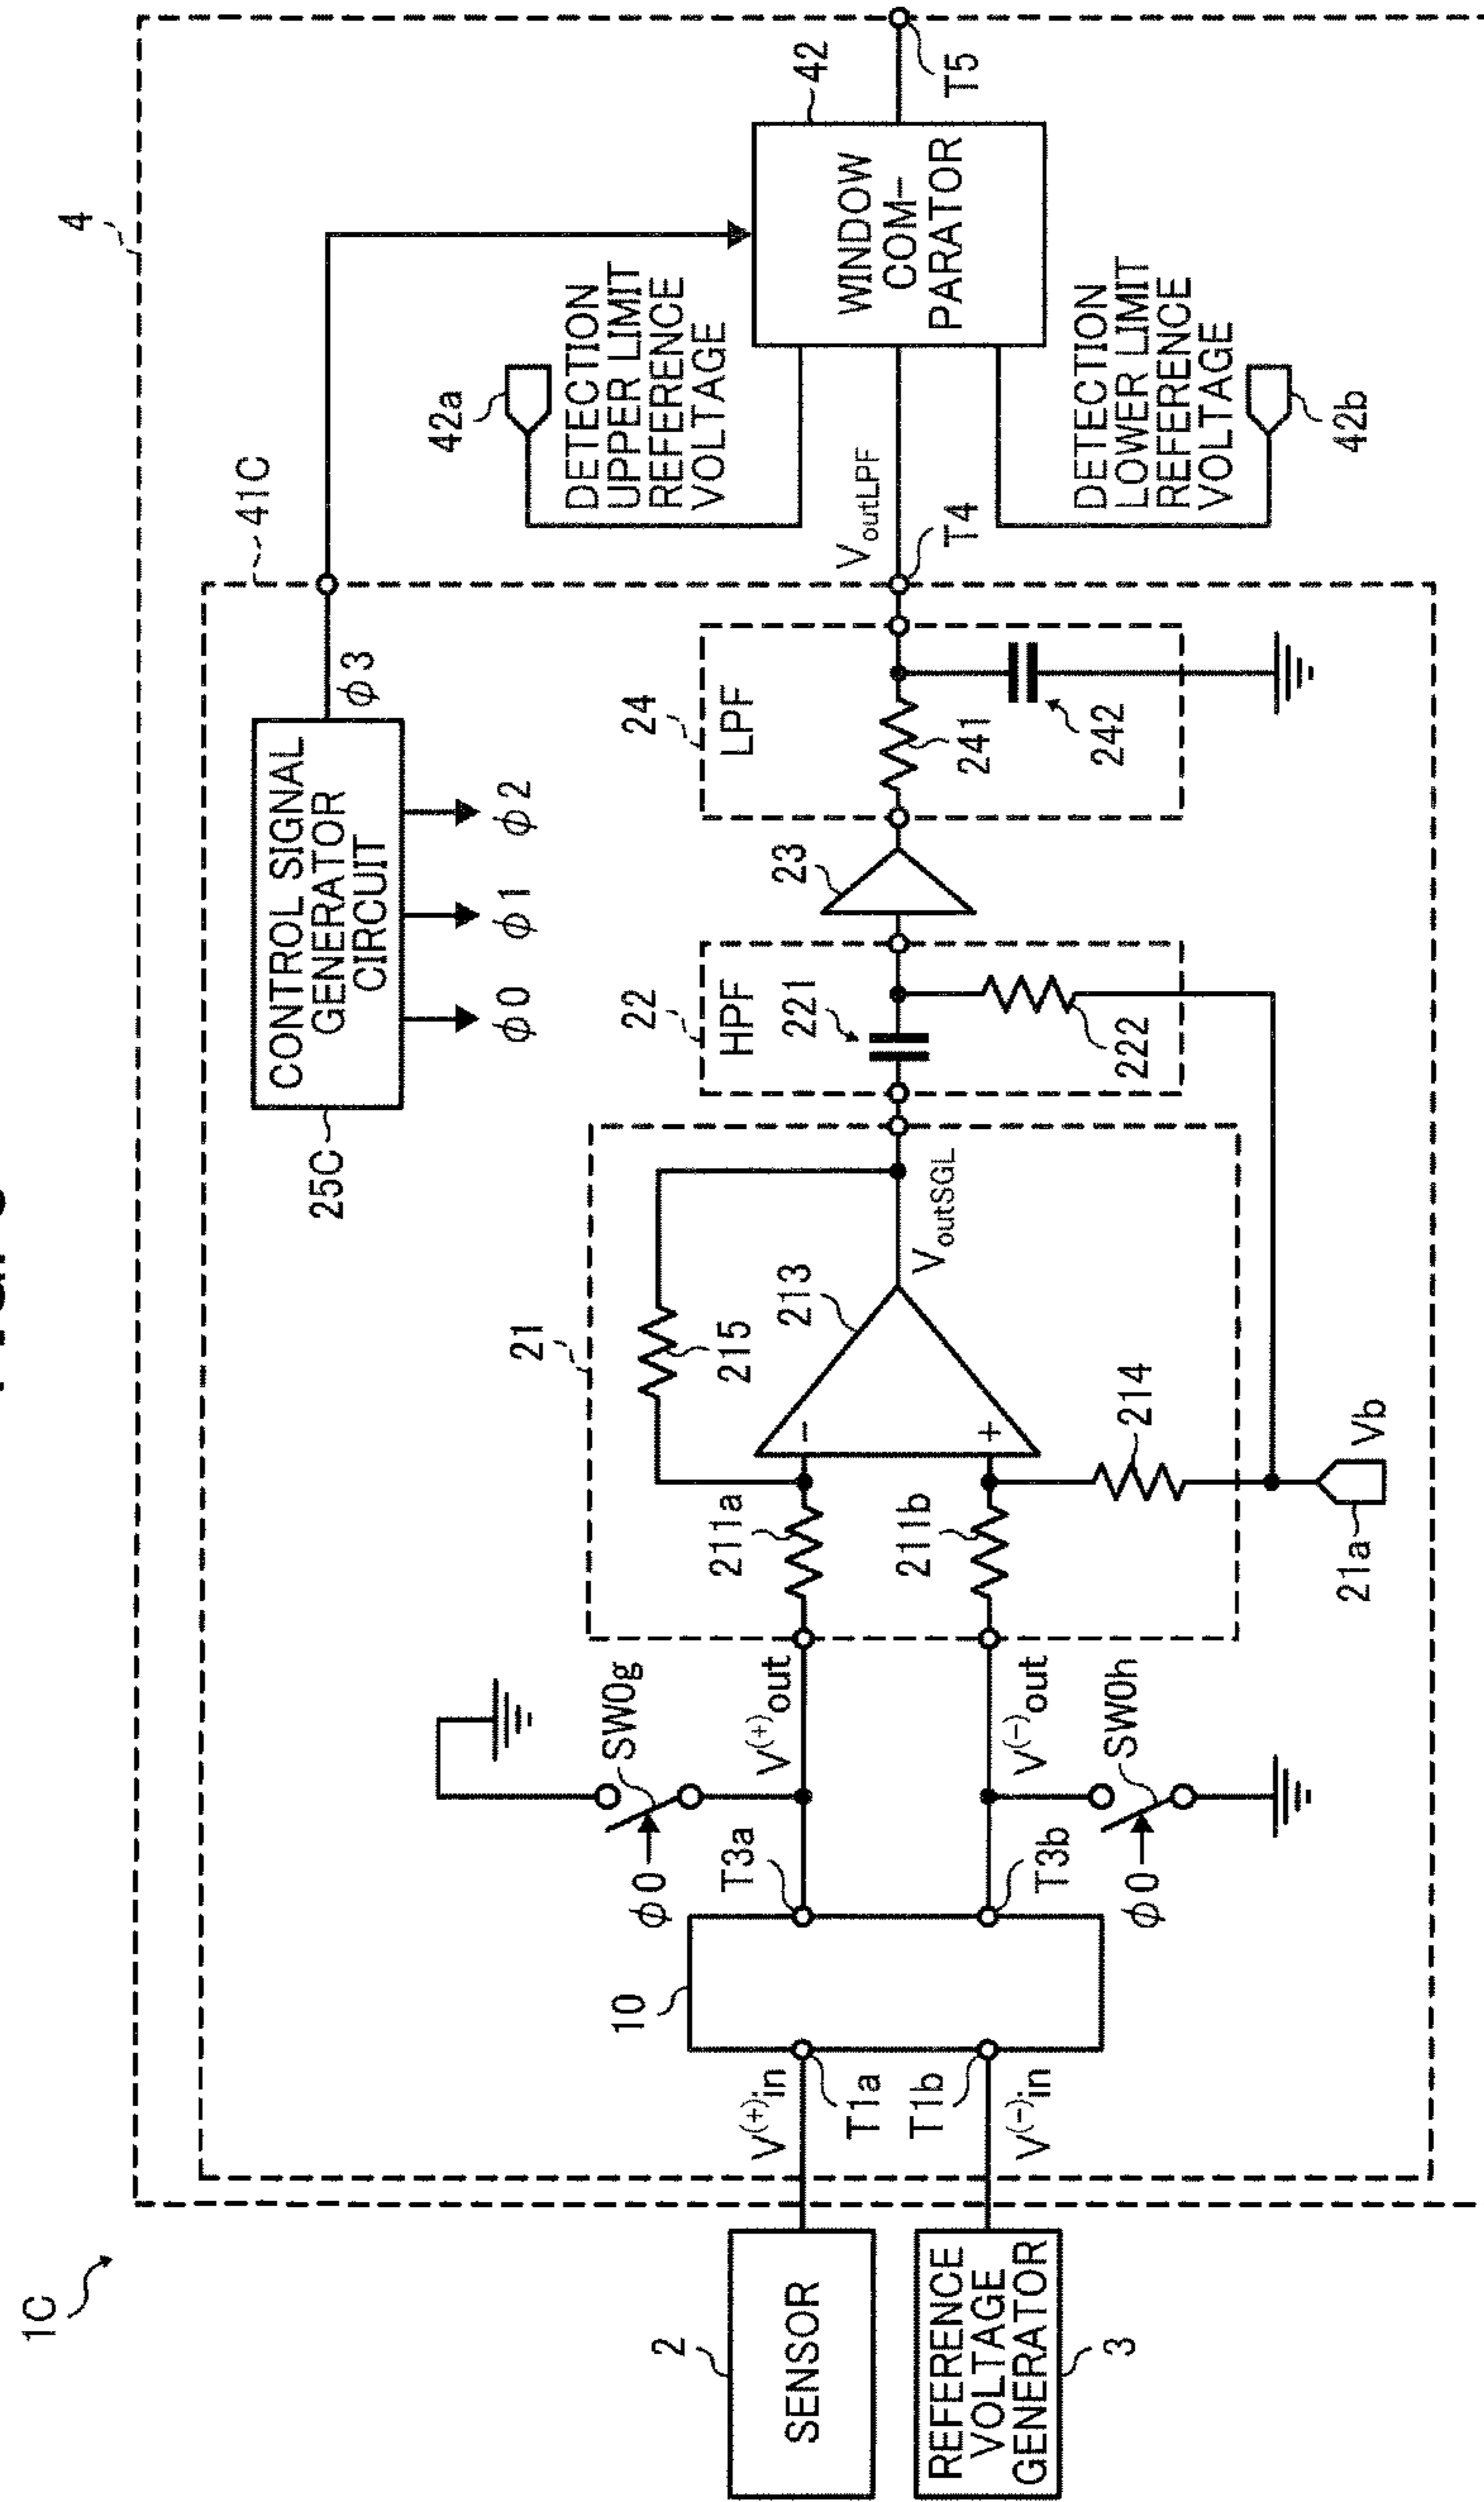 1C
4
41C
2
SENSOR
REFERENCE
VOLTAGE
GENERATOR
3
V(+)in
T1a
T1b
V(−)in
10
T3a
T3b
φ0
SW0g
V(+)out
V(−)out
φ0
SW0h
21
211a
211b
215
213
−
+
214
21a
Vb
VoutSGL
25C
CONTROL SIGNAL
GENERATOR
CIRCUIT
φ0
φ1
φ2
φ3
22
HPF
221
222
23
24
LPF
241
242
VoutLPF
T4
42a
DETECTION
UPPER LIMIT
REFERENCE
VOLTAGE
DETECTION
LOWER LIMIT
REFERENCE
VOLTAGE
42b
WINDOW
COM-
PARATOR
42
T5